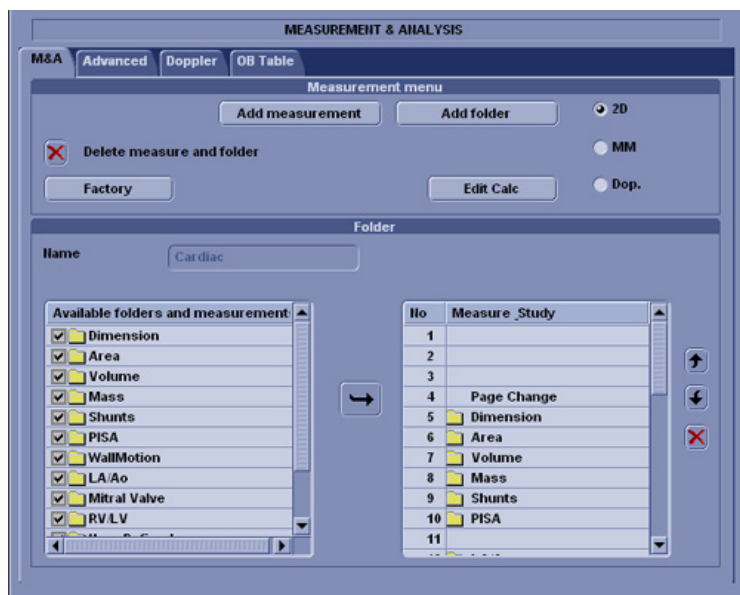 MEASUREMENT & ANALYSIS
M&A Advanced Doppler OB Table
Measurement menu
Add measurement Add folder 2D
Delete measure and folder MM
Factory Edit Calc Dop.
Folder
Name Cardiac
Available folders and measurement No Measure_Study
Dimension 1
Area 2
Volume 3
Mass 4 Page Change
Shunts 5 Dimension
PISA 6 Area
WallMotion 7 Volume
LA/Ao 8 Mass
Mitral Valve 9 Shunts
RV/LV 10 PISA
11